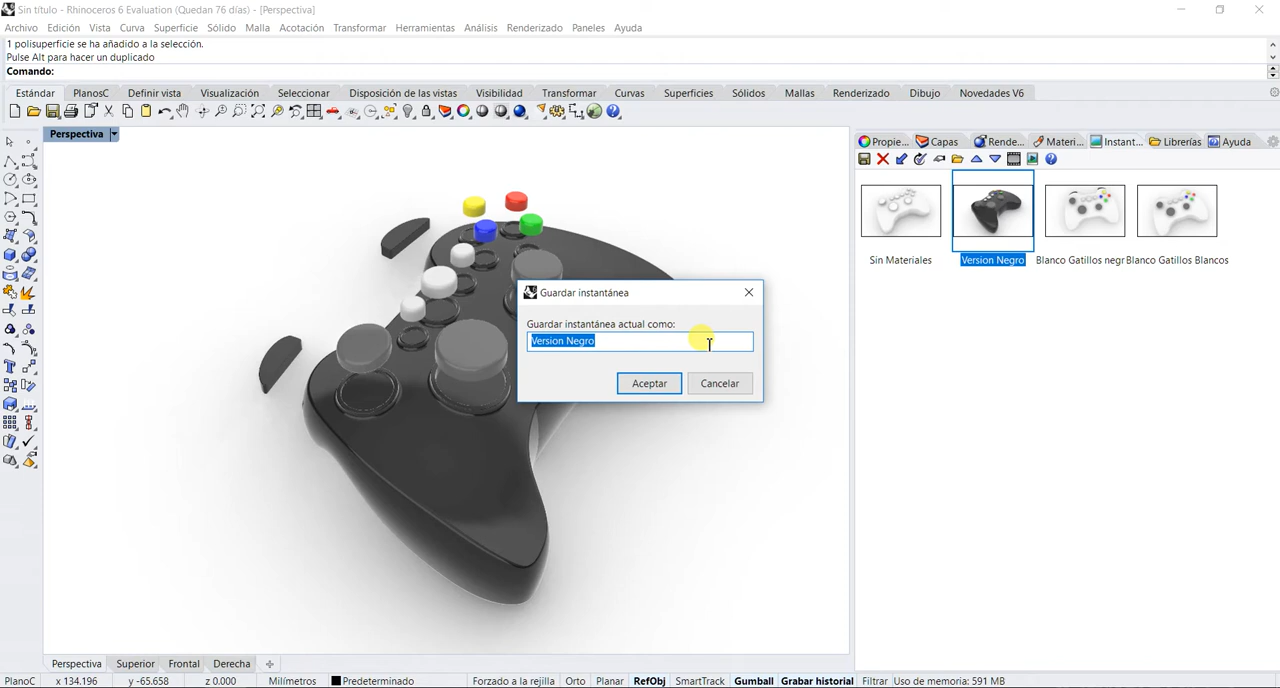 Sin título - Rhinoceros 6 Evaluation (Quedan 76 días) - [Perspectiva]
Archivo Edición Vista Curva Superficie Sólido Malla Acotación Transformar Herramientas Análisis Renderizado Paneles Ayuda
1 polisuperficie se ha añadido a la selección.
Pulse Alt para hacer un duplicado
Comando:
Estándar PlanosC Definir vista Visualización Seleccionar Disposición de las vistas Visibilidad Transformar Curvas Superficies Sólidos Mallas Renderizado Dibujo Novedades V6
Perspectiva
Propie... Capas Rende... Materi... Instant... Librerías Ayuda
Sin Materiales Version Negro Blanco Gatillos negr Blanco Gatillos Blancos
Guardar instantánea
Guardar instantánea actual como:
Version Negro
Aceptar Cancelar
Perspectiva Superior Frontal Derecha
PlanoC x 134.196 y -65.658 z 0.000 Milímetros Predeterminado Forzado a la rejilla Orto Planar RefObj SmartTrack Gumball Grabar historial Filtrar Uso de memoria: 591 MB